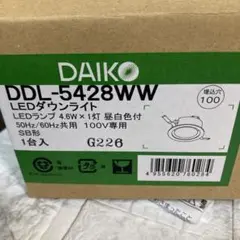 DAIKO
DDL-5428WW
LEDダウンライト
LEDランプ 4.6W×1灯 昼白色付
50Hz/60Hz共用 100V専用
SB形
1台入 G226
埋込穴
100